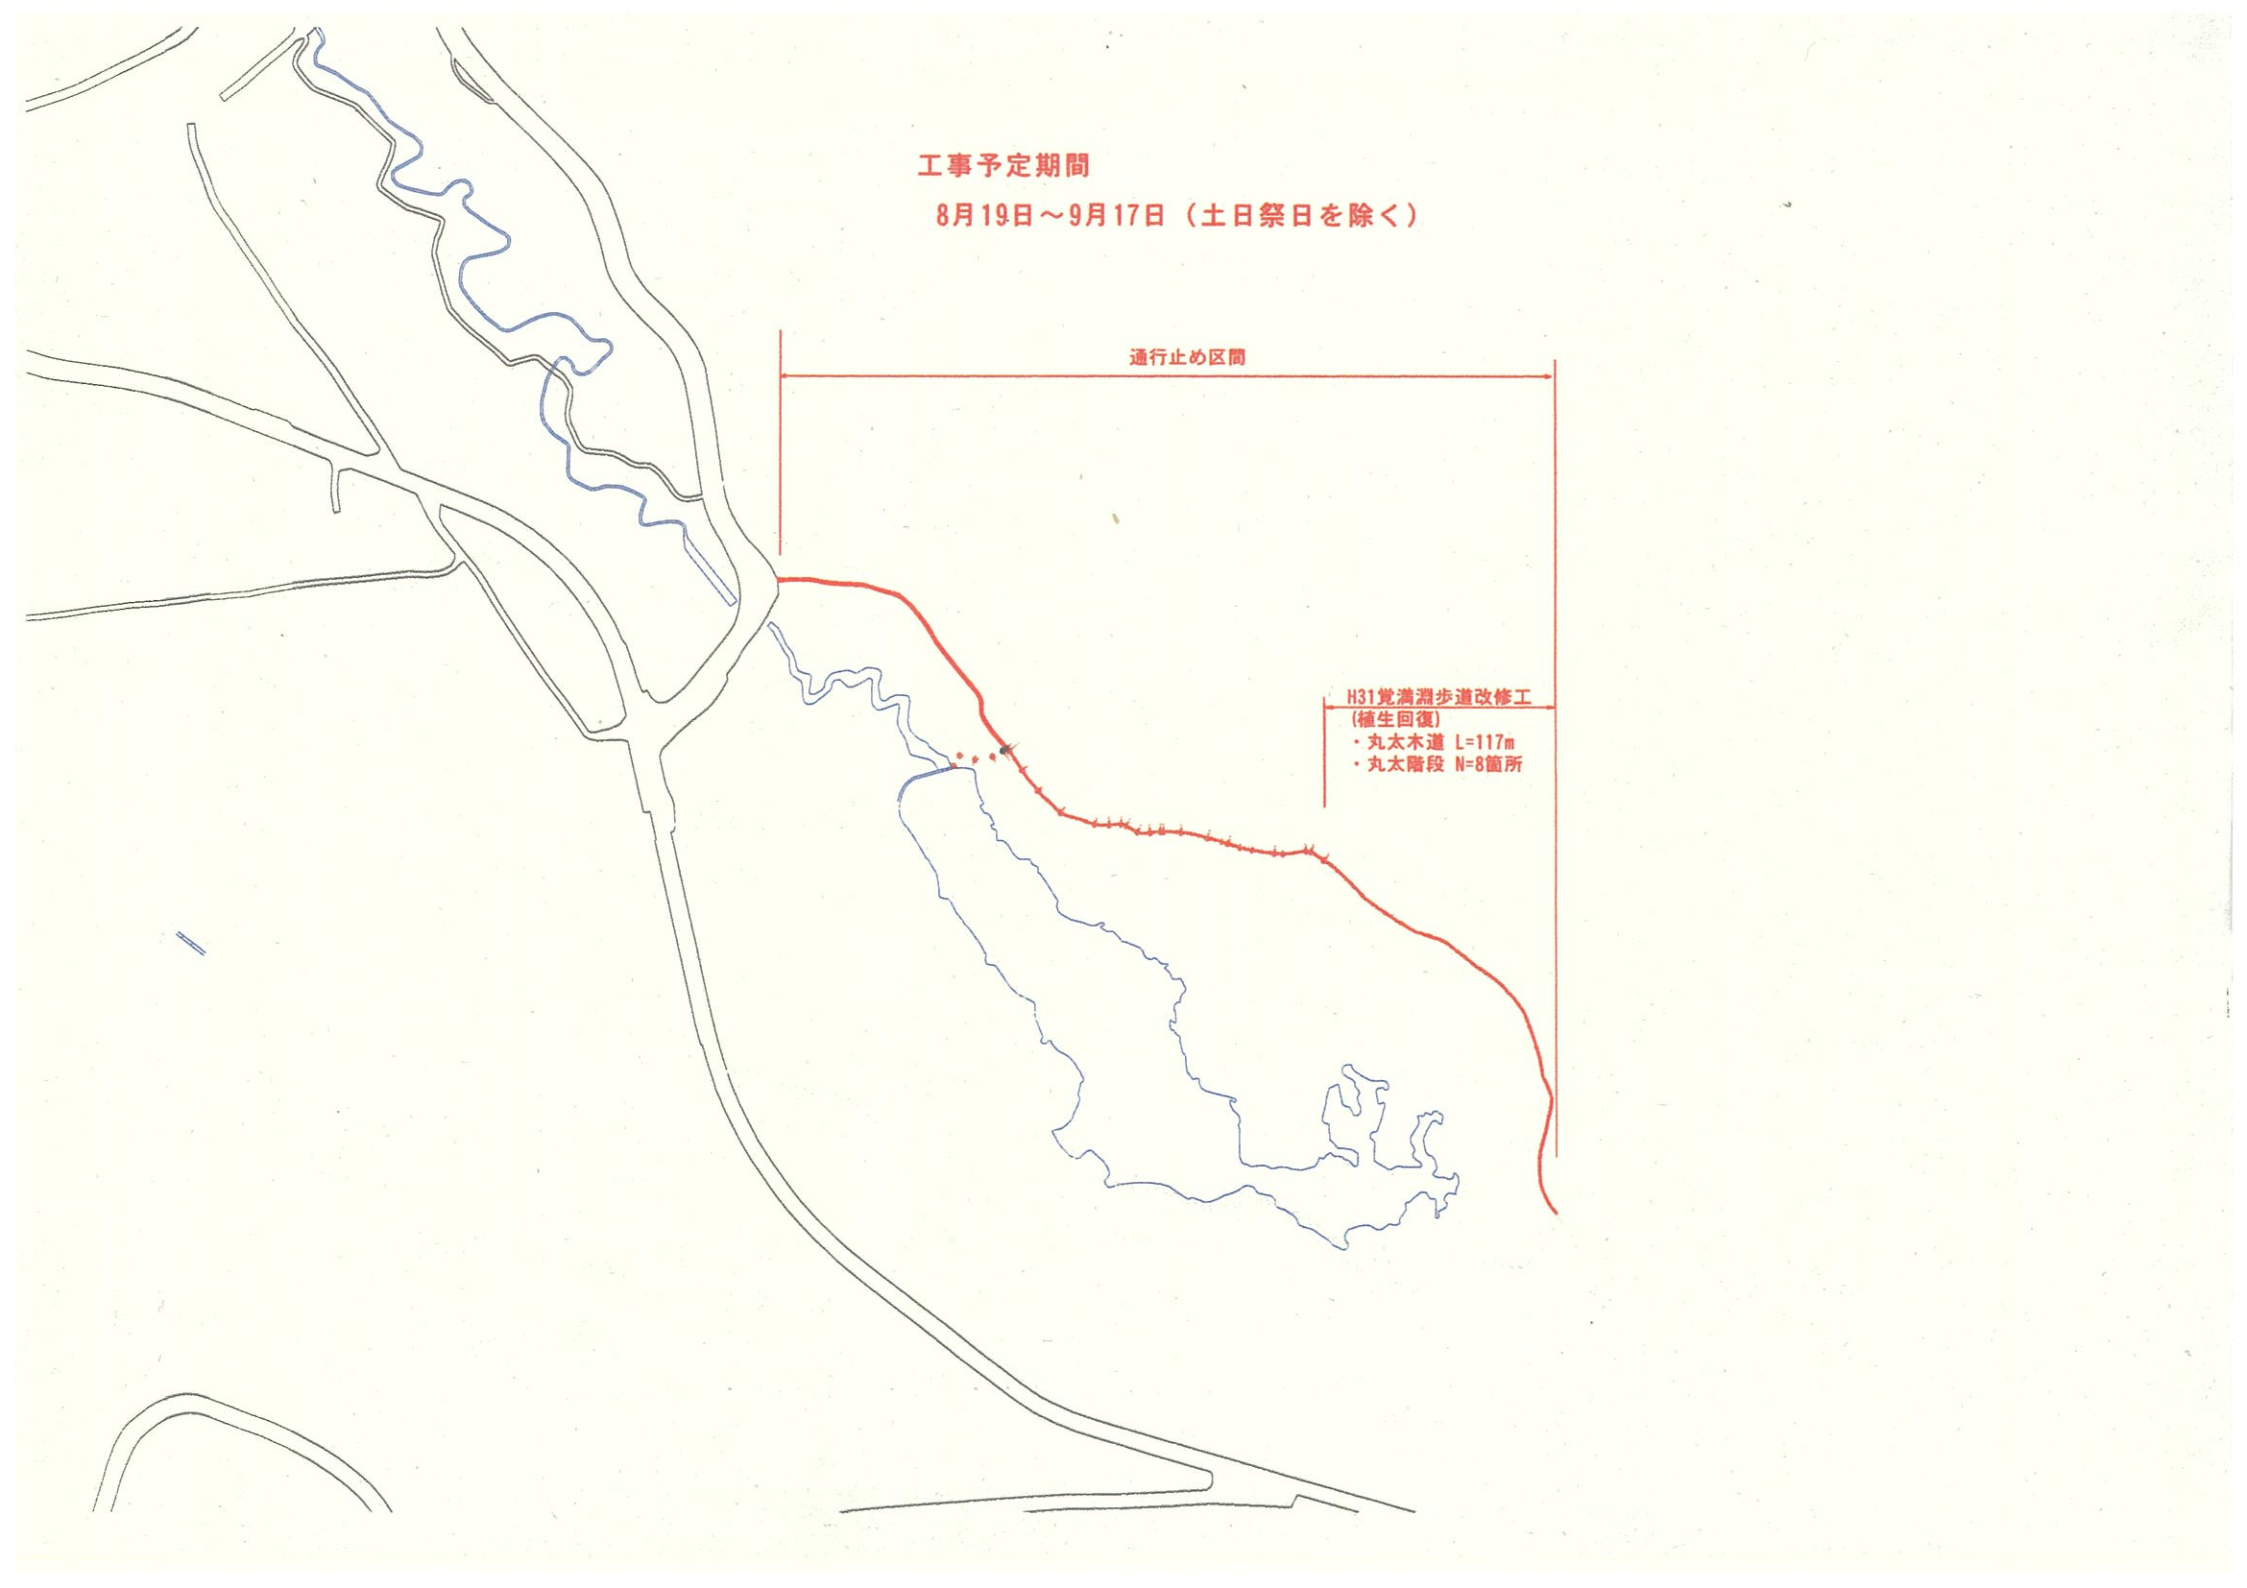 工事予定期間
8月19日～9月17日（土日祭日を除く）
通行止め区間
H31覚満淵歩道改修工
(植生回復)
・丸太木道 L=117m
・丸太階段 N=8箇所